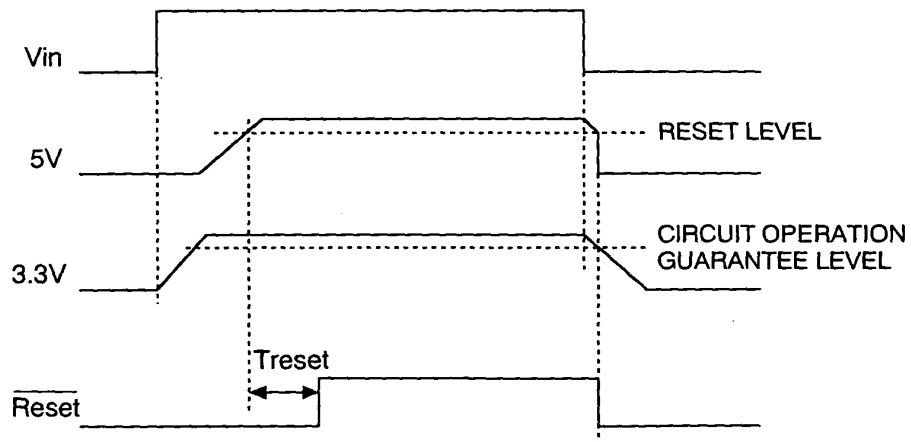 Vin
5V
RESET LEVEL
3.3V
CIRCUIT OPERATION
GUARANTEE LEVEL
Treset
Reset